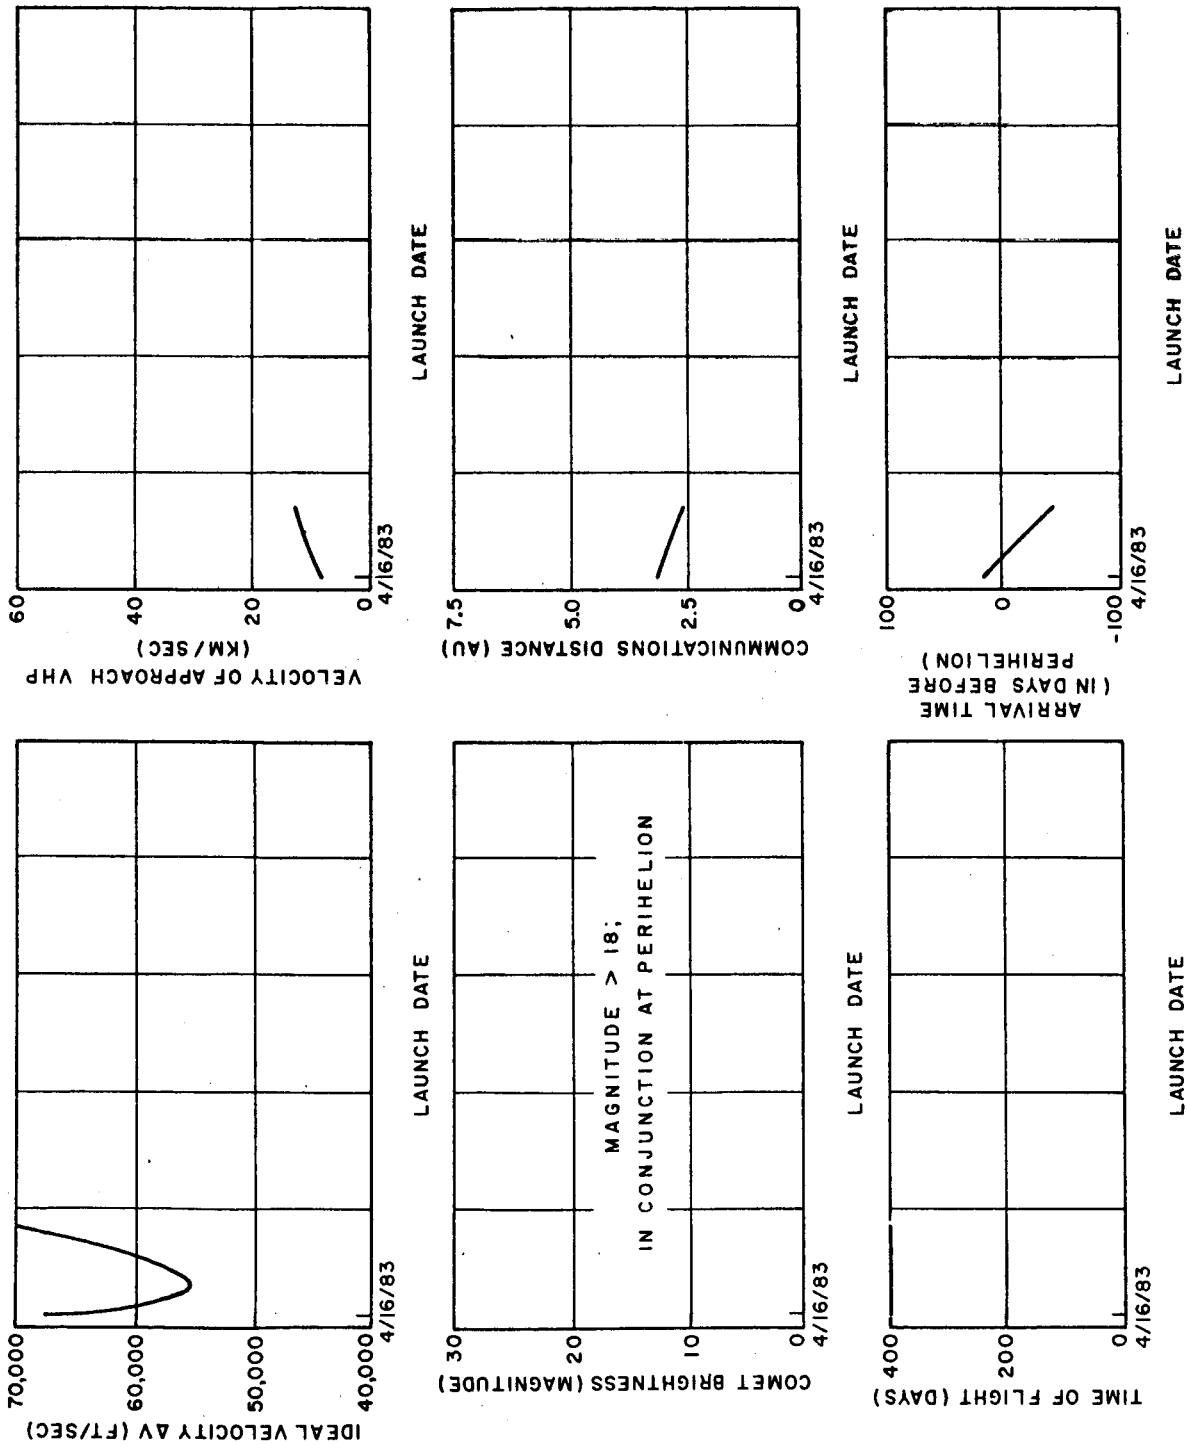 70,000
60,000
50,000
40,000
IDEAL VELOCITY ΔV (FT/SEC)
4/16/83
LAUNCH DATE
60
40
20
0
VELOCITY OF APPROACH VHP
(KM/SEC)
4/16/83
LAUNCH DATE
30
20
10
0
COMET BRIGHTNESS (MAGNITUDE)
MAGNITUDE > 18;
IN CONJUNCTION AT PERIHELION
4/16/83
LAUNCH DATE
7.5
5.0
2.5
0
COMMUNICATIONS DISTANCE (AU)
4/16/83
LAUNCH DATE
400
200
0
TIME OF FLIGHT (DAYS)
4/16/83
LAUNCH DATE
100
0
-100
ARRIVAL TIME
(IN DAYS BEFORE
PERIHELION)
4/16/83
LAUNCH DATE